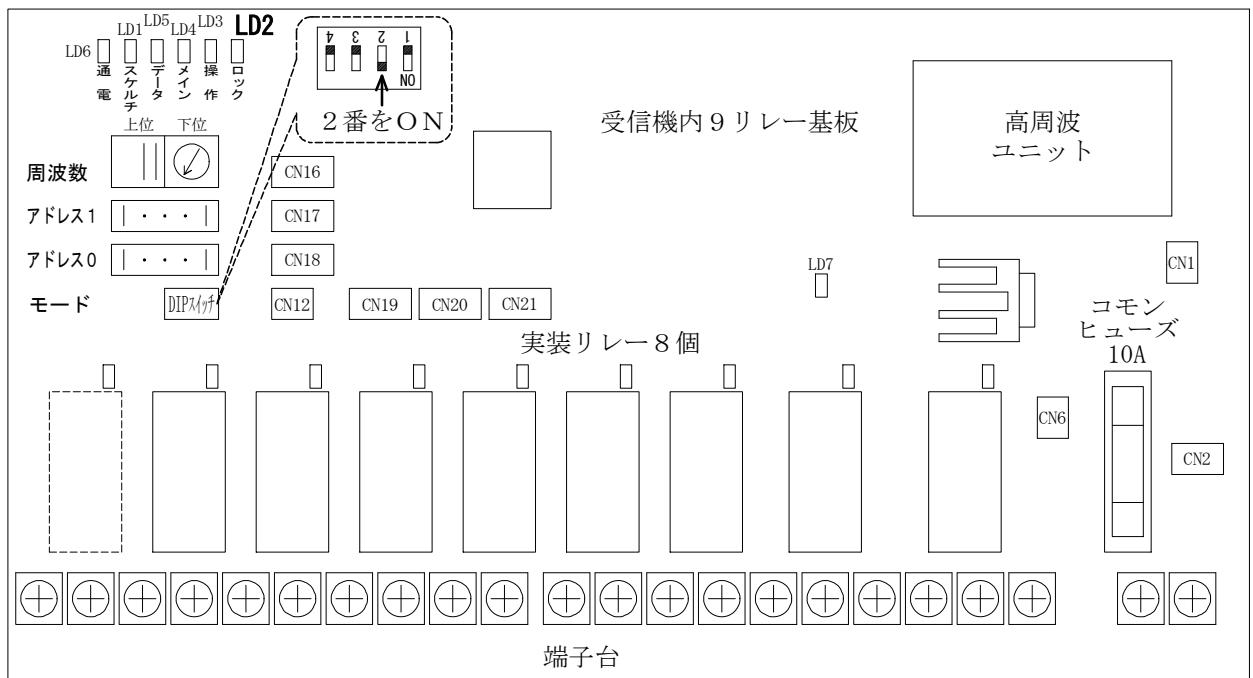 LD6 LD1 LD5 LD4 LD3 LD2
通電 スケルチ データ メイン 操作 ロック
4 3 2 1
ON
2番をON
上位 下位
周波数
アドレス1
アドレス0
モード
DIPスイッチ
CN16
CN17
CN18
CN12 CN19 CN20 CN21
受信機内9リレー基板
高周波
ユニット
LD7
CN1
コモン
ヒューズ
10A
実装リレー8個
CN6
CN2
端子台